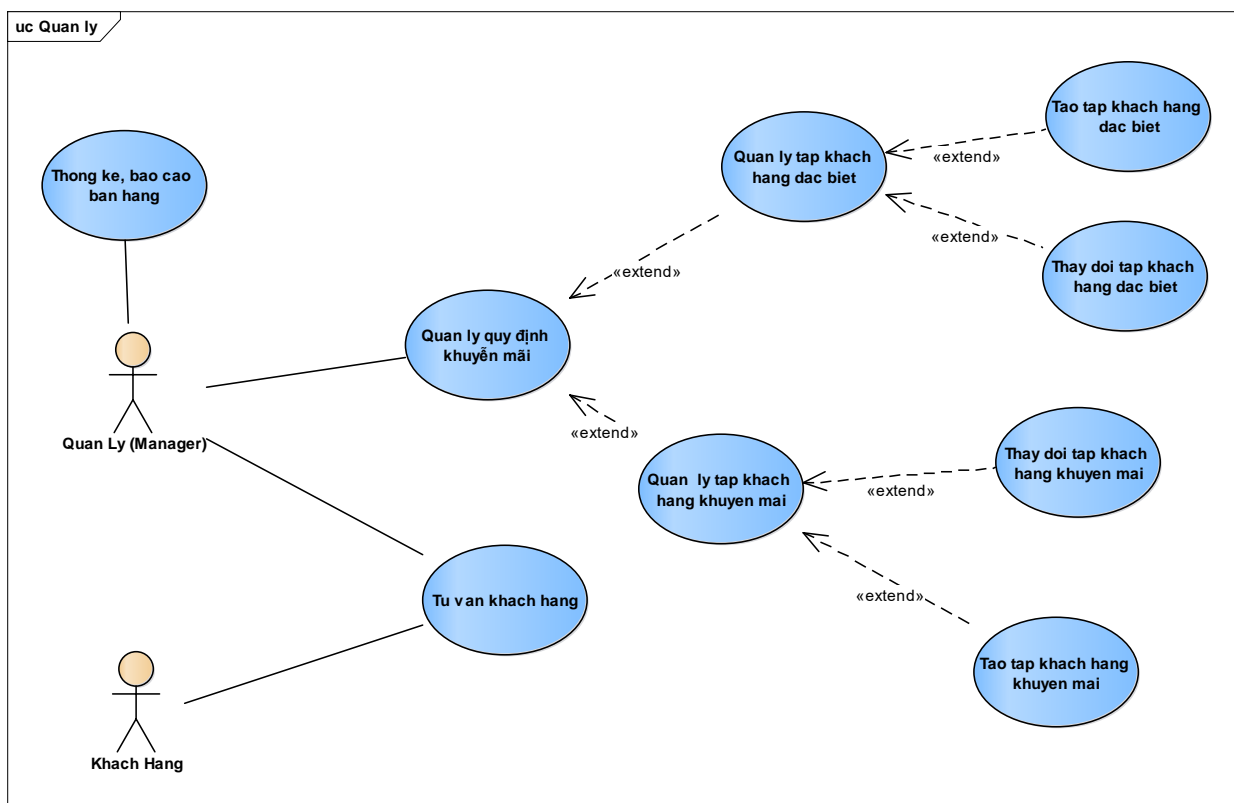 uc Quan ly
Thong ke, bao cao
ban hang
Quan Ly (Manager)
Khach Hang
Quan ly quy định
khuyễn mãi
Tu van khach hang
«extend»
«extend»
Quan ly tap khach
hang dac biet
Quan  ly tap khach
hang khuyen mai
«extend»
«extend»
«extend»
«extend»
Tao tap khach hang
dac biet
Thay doi tap khach
hang dac biet
Thay doi tap khach
hang khuyen mai
Tao tap khach hang
khuyen mai